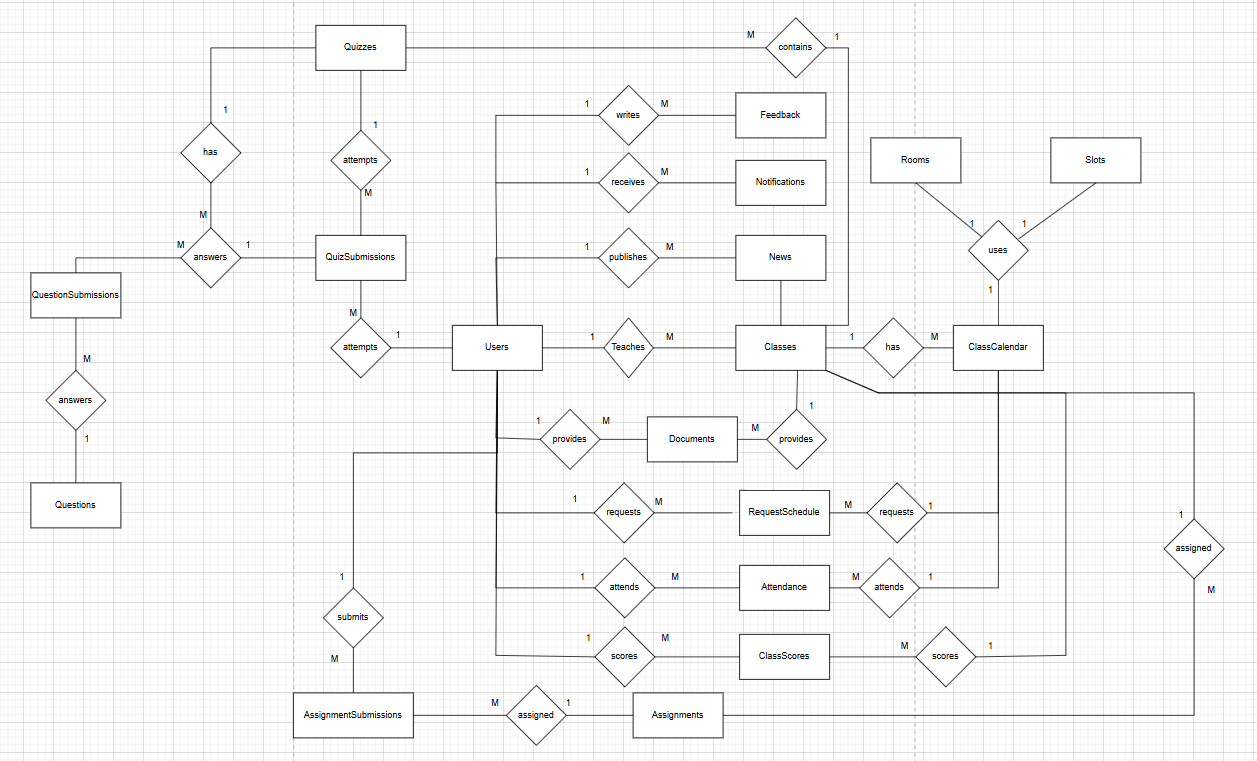 Quizzes
M
contains
1
1
writes
M
Feedback
1
has
1
attempts
M
1
receives
M
Notifications
Rooms
Slots
M
M
answers
1
QuizSubmissions
1
publishes
M
News
1
1
uses
1
QuestionSubmissions
M
attempts
1
Users
1
Teaches
M
Classes
1
has
M
ClassCalendar
M
answers
1
1
provides
M
Documents
M
provides
1
Questions
1
requests
M
RequestSchedule
M
requests
1
1
assigned
M
1
attends
M
Attendance
M
attends
1
1
submits
M
1
scores
M
ClassScores
M
scores
1
AssignmentSubmissions
M
assigned
1
Assignments